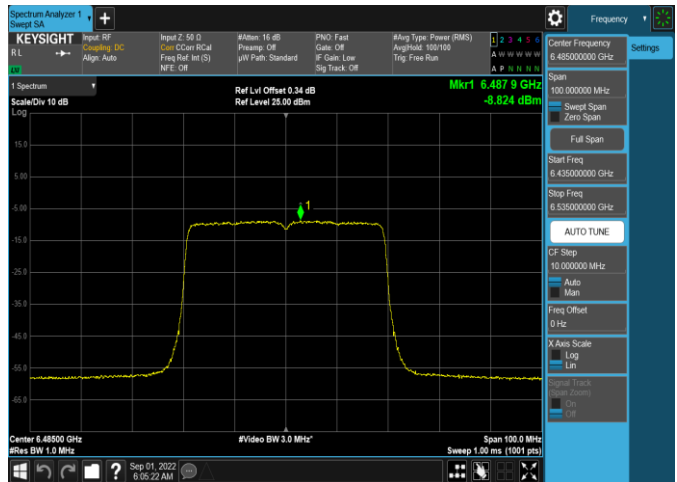 Spectrum Analyzer 1
Swept SA
+
Frequency
KEYSIGHT
RL
LV
Input: RF
Coupling: DC
Align: Auto
Input Z: 50 Ω
Corr CCorr RCal
Freq Ref: Int (S)
NFE: Off
#Atten: 16 dB
Preamp: Off
µW Path: Standard
PNO: Fast
Gate: Off
IF Gain: Low
Sig Track: Off
#Avg Type: Power (RMS)
Avg|Hold: 100/100
Trig: Free Run
1 2 3 4 5 6
A W W W W W
A P N N N N
1 Spectrum
Scale/Div 10 dB
Log
Ref Lvl Offset 0.34 dB
Ref Level 25.00 dBm
Mkr1 6.487 9 GHz
-8.824 dBm
15.0
5.00
-5.00
-15.0
-25.0
-35.0
-45.0
-55.0
-65.0
1
Center 6.48500 GHz
#Res BW 1.0 MHz
#Video BW 3.0 MHz*
Span 100.0 MHz
Sweep 1.00 ms (1001 pts)
Sep 01, 2022
6:05:22 AM
?
Center Frequency
6.485000000 GHz
Settings
Span
100.000000 MHz
Swept Span
Zero Span
Full Span
Start Freq
6.435000000 GHz
Stop Freq
6.535000000 GHz
AUTO TUNE
CF Step
10.000000 MHz
Auto
Man
Freq Offset
0 Hz
X Axis Scale
Log
Lin
Signal Track
(Span Zoom)
On
Off